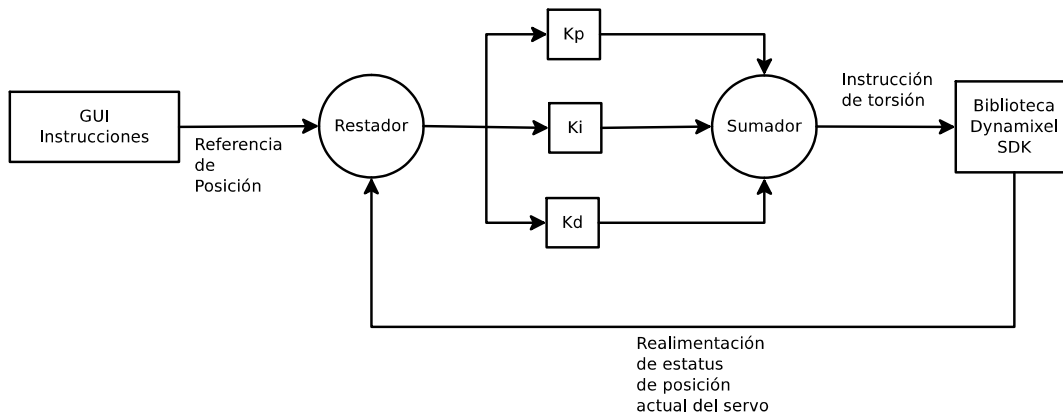 GUI
Instrucciones
Referencia
de
Posición
Restador
Kp
Ki
Kd
Sumador
Instrucción
de torsión
Biblioteca
Dynamixel
SDK
Realimentación
de estatus
de posición
actual del servo